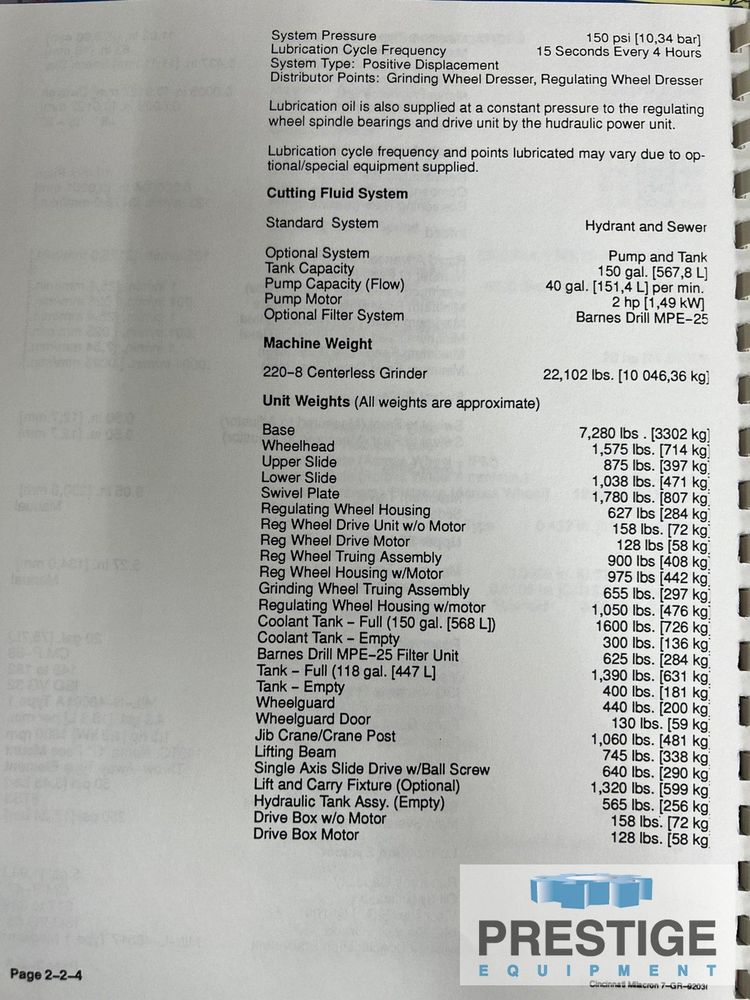 System Pressure 150 psi [10,34 bar]
Lubrication Cycle Frequency 15 Seconds Every 4 Hours
System Type: Positive Displacement
Distributor Points: Grinding Wheel Dresser, Regulating Wheel Dresser
Lubrication oil is also supplied at a constant pressure to the regulating
wheel spindle bearings and drive unit by the hudraulic power unit.
Lubrication cycle frequency and points lubricated may vary due to op-
tional/special equipment supplied.
Cutting Fluid System
Standard System Hydrant and Sewer
Optional System Pump and Tank
Tank Capacity 150 gal. [567,8 L]
Pump Capacity (Flow) 40 gal. [151,4 L] per min.
Pump Motor 2 hp [1,49 kW]
Optional Filter System Barnes Drill MPE-25
Machine Weight
220-8 Centerless Grinder 22,102 lbs. [10 046,36 kg]
Unit Weights (All weights are approximate)
Base 7,280 lbs . [3302 kg]
Wheelhead 1,575 lbs. [714 kg]
Upper Slide 875 lbs. [397 kg]
Lower Slide 1,038 lbs. [471 kg]
Swivel Plate 1,780 lbs. [807 kg]
Regulating Wheel Housing 627 lbs [284 kg]
Reg Wheel Drive Unit w/o Motor 158 lbs. [72 kg]
Reg Wheel Drive Motor 128 lbs [58 kg]
Reg Wheel Truing Assembly 900 lbs [408 kg]
Reg Wheel Housing w/Motor 975 lbs [442 kg]
Grinding Wheel Truing Assembly 655 lbs. [297 kg]
Regulating Wheel Housing w/motor 1,050 lbs. [476 kg]
Coolant Tank – Full (150 gal. [568 L]) 1600 lbs. [726 kg]
Coolant Tank – Empty 300 lbs. [136 kg]
Barnes Drill MPE-25 Filter Unit 625 lbs. [284 kg]
Tank – Full (118 gal. [447 L] 1,390 lbs. [631 kg]
Tank – Empty 400 lbs. [181 kg]
Wheelguard 440 lbs. [200 kg]
Wheelguard Door 130 lbs. [59 kg]
Jib Crane/Crane Post 1,060 lbs. [481 kg]
Lifting Beam 745 lbs. [338 kg]
Single Axis Slide Drive w/Ball Screw 640 lbs. [290 kg]
Lift and Carry Fixture (Optional) 1,320 lbs. [599 kg]
Hydraulic Tank Assy. (Empty) 565 lbs. [256 kg]
Drive Box w/o Motor 158 lbs. [72 kg]
Drive Box Motor 128 lbs. [58 kg]
PRESTIGE
EQUIPMENT
Page 2-2-4
Cincinnati Milacron 7-GR-9203